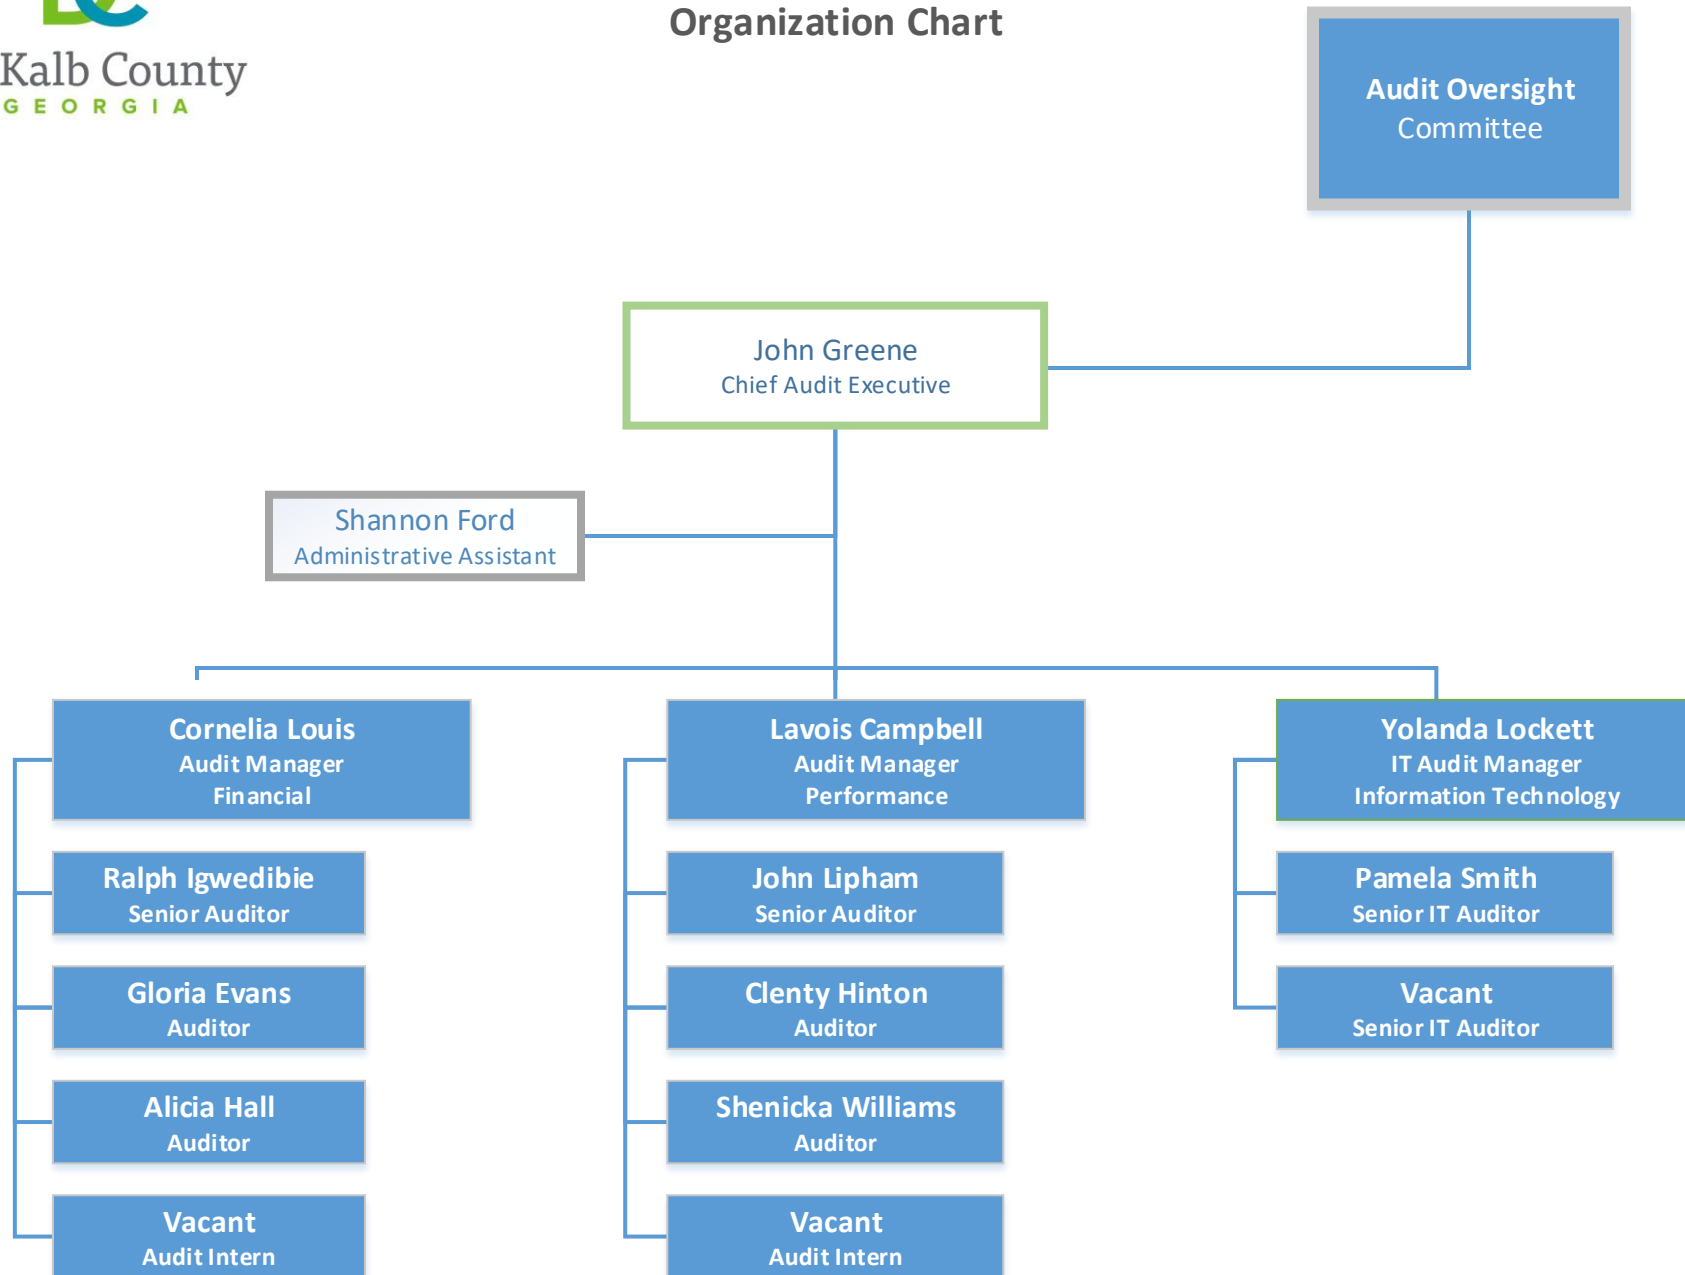 Organization Chart
Kalb County
GEORGIA
Audit Oversight
Committee
John Greene
Chief Audit Executive
Shannon Ford
Administrative Assistant
Cornelia Louis
Audit Manager
Financial
Ralph Igwedibie
Senior Auditor
Gloria Evans
Auditor
Alicia Hall
Auditor
Vacant
Audit Intern
Lavois Campbell
Audit Manager
Performance
John Lipham
Senior Auditor
Clenty Hinton
Auditor
Shenicka Williams
Auditor
Vacant
Audit Intern
Yolanda Lockett
IT Audit Manager
Information Technology
Pamela Smith
Senior IT Auditor
Vacant
Senior IT Auditor